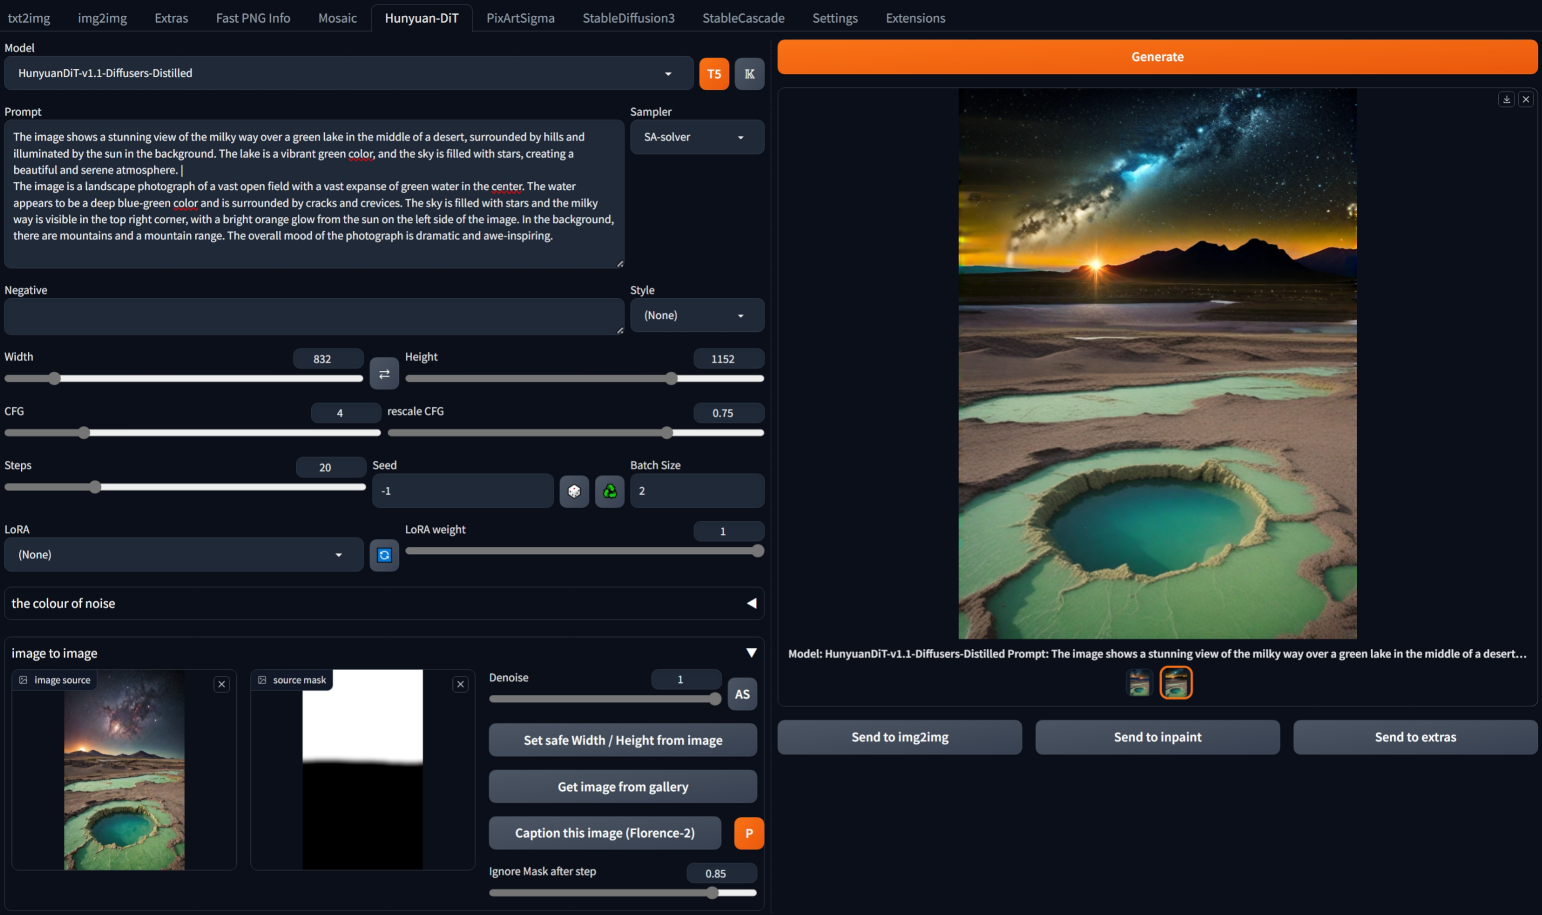 txt2img img2img Extras Fast PNG Info Mosaic Hunyuan-DiT PixArtSigma StableDiffusion3 StableCascade Settings Extensions
Model
HunyuanDiT-v1.1-Diffusers-Distilled
T5
K
Prompt
The image shows a stunning view of the milky way over a green lake in the middle of a desert, surrounded by hills and
illuminated by the sun in the background. The lake is a vibrant green color, and the sky is filled with stars, creating a
beautiful and serene atmosphere.
The image is a landscape photograph of a vast open field with a vast expanse of green water in the center. The water
appears to be a deep blue-green color and is surrounded by cracks and crevices. The sky is filled with stars and the milky
way is visible in the top right corner, with a bright orange glow from the sun on the left side of the image. In the background,
there are mountains and a mountain range. The overall mood of the photograph is dramatic and awe-inspiring.
Sampler
SA-solver
Negative
Style
(None)
Width 832
Height 1152
CFG 4
rescale CFG 0.75
Steps 20
Seed
-1
Batch Size
2
LoRA
(None)
LoRA weight 1
the colour of noise
image to image
image source
source mask
Denoise 1
AS
Set safe Width / Height from image
Get image from gallery
Caption this image (Florence-2)
P
Ignore Mask after step 0.85
Generate
Model: HunyuanDiT-v1.1-Diffusers-Distilled Prompt: The image shows a stunning view of the milky way over a green lake in the middle of a desert...
Send to img2img
Send to inpaint
Send to extras